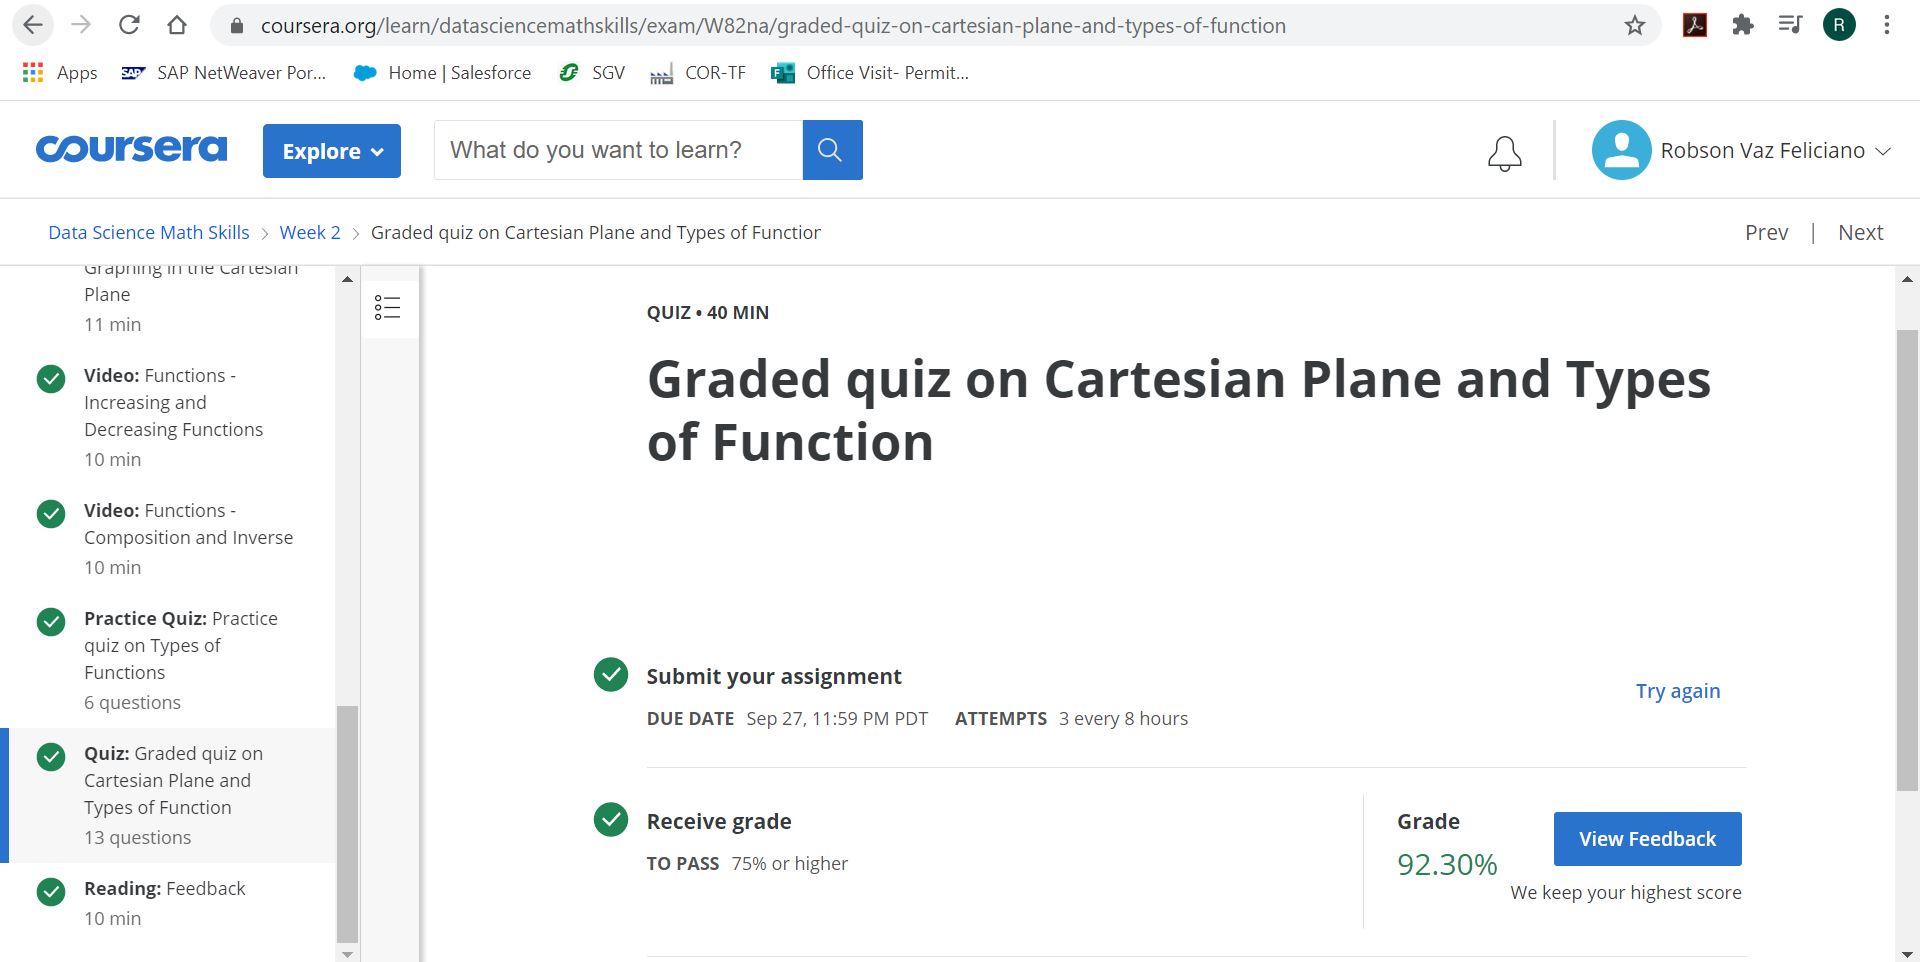 coursera.org/learn/datasciencemathskills/exam/W82na/graded-quiz-on-cartesian-plane-and-types-of-function
R
Apps SAP SAP NetWeaver Por... Home | Salesforce SGV COR-TF Office Visit- Permit...
coursera
Explore
What do you want to learn?
Robson Vaz Feliciano
Data Science Math Skills > Week 2 > Graded quiz on Cartesian Plane and Types of Function
Prev | Next
Graphing in the Cartesian
Plane
11 min
Video: Functions -
Increasing and
Decreasing Functions
10 min
Video: Functions -
Composition and Inverse
10 min
Practice Quiz: Practice
quiz on Types of
Functions
6 questions
Quiz: Graded quiz on
Cartesian Plane and
Types of Function
13 questions
Reading: Feedback
10 min
QUIZ • 40 MIN
Graded quiz on Cartesian Plane and Types
of Function
Submit your assignment
DUE DATE Sep 27, 11:59 PM PDT ATTEMPTS 3 every 8 hours
Try again
Receive grade
TO PASS 75% or higher
Grade
92.30%
View Feedback
We keep your highest score